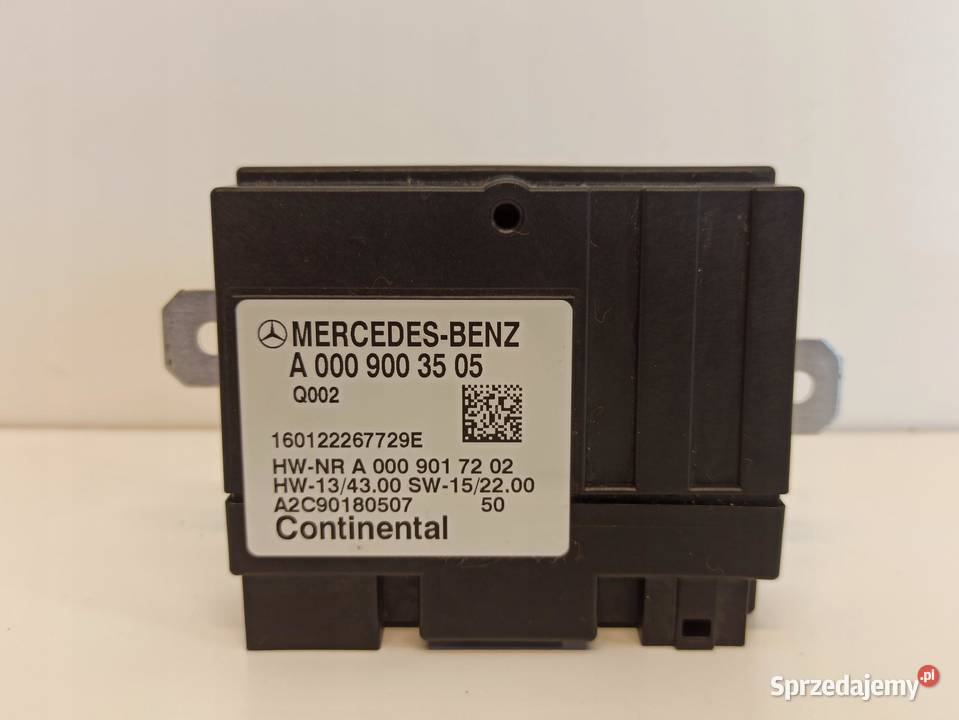 MERCEDES-BENZ
A 000 900 35 05
Q002
160122267729E
HW-NR A 000 901 72 02
HW-13/43.00 SW-15/22.00
A2C90180507 50
Continental
Sprzedajemy.pl